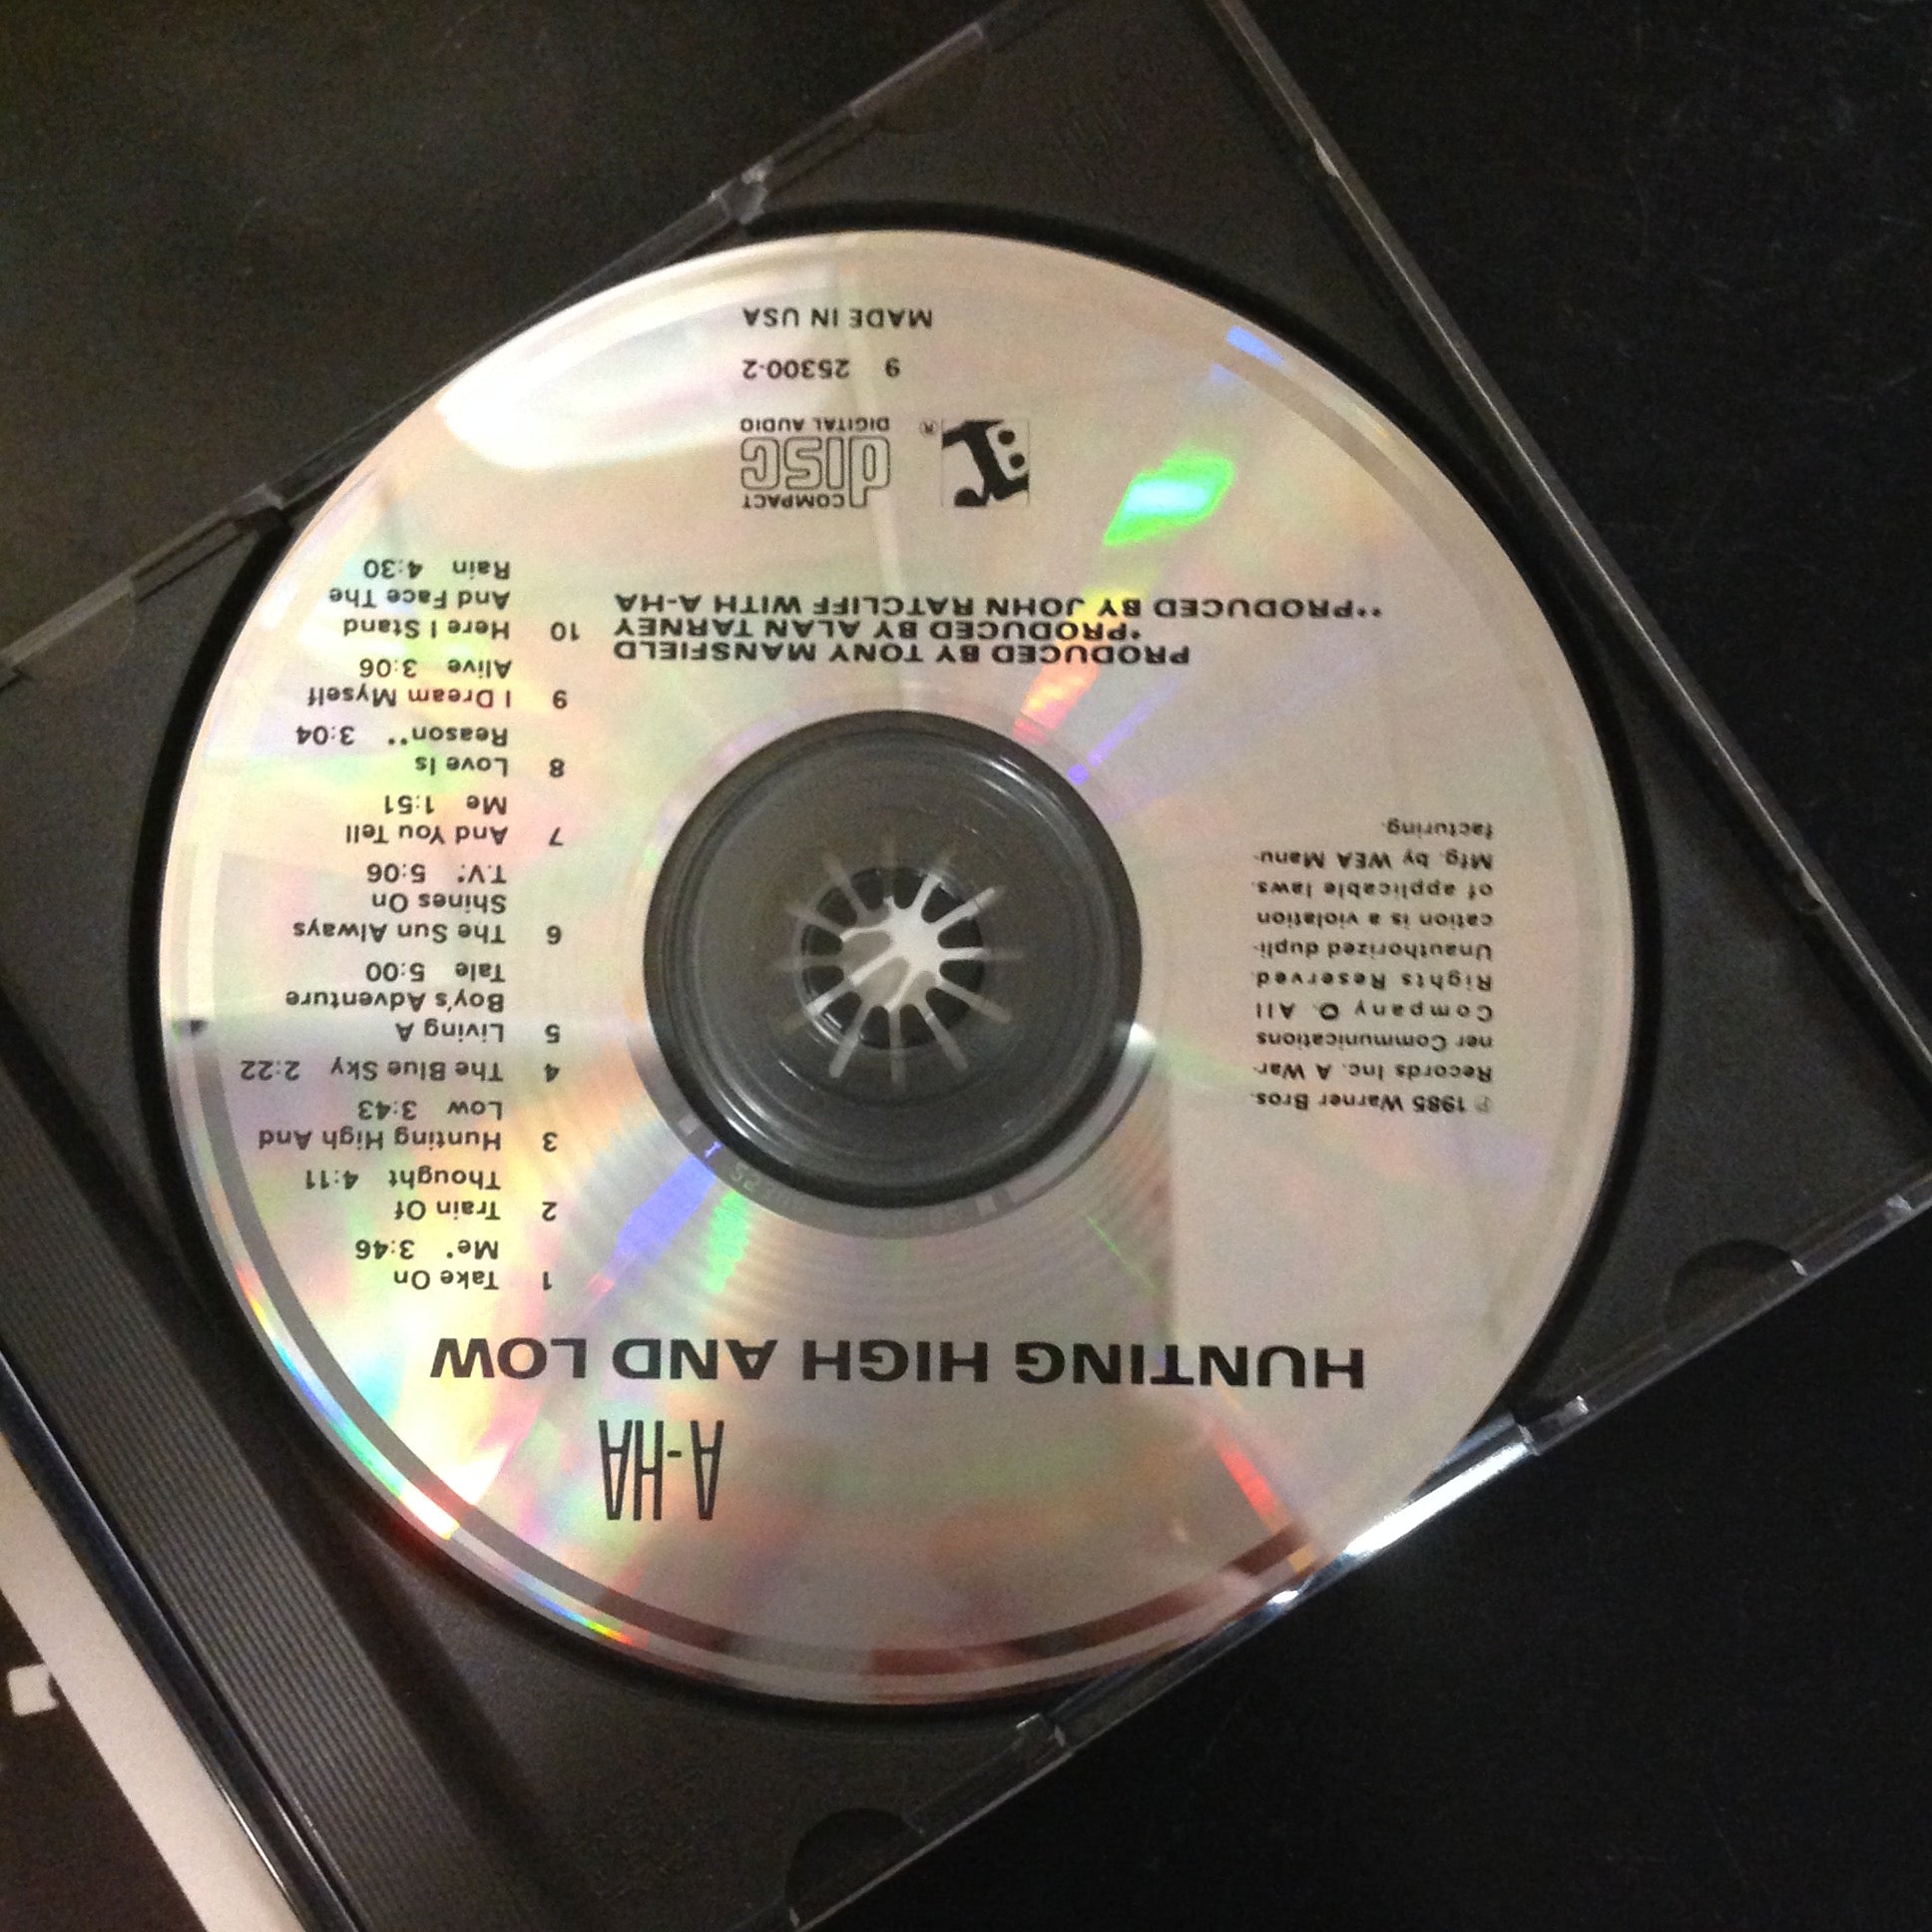 A-HA
HUNTING HIGH AND LOW
1 Take On
Me* 3:46
2 Train Of
Thought 4:11
3 Hunting High And
Low 3:43
4 The Blue Sky 2:22
5 Living A
Boy's Adventure
Tale 5:00
6 The Sun Always
Shines On
T.V.* 5:06
7 And You Tell
Me 1:51
8 Love Is
Reason** 3:04
9 I Dream Myself
Alive 3:06
10 Here I Stand
And Face The
Rain 4:30
℗ 1985 Warner Bros.
Records Inc. A War-
ner Communications
Company O. All
Rights Reserved.
Unauthorized dupli-
cation is a violation
of applicable laws.
Mfg. by WEA Manu-
facturing.
PRODUCED BY TONY MANSFIELD
*PRODUCED BY ALAN TARNEY
**PRODUCED BY JOHN RATCLIFF WITH A-HA
r:
®
COMPACT
disc
DIGITAL AUDIO
9 25300-2
MADE IN USA